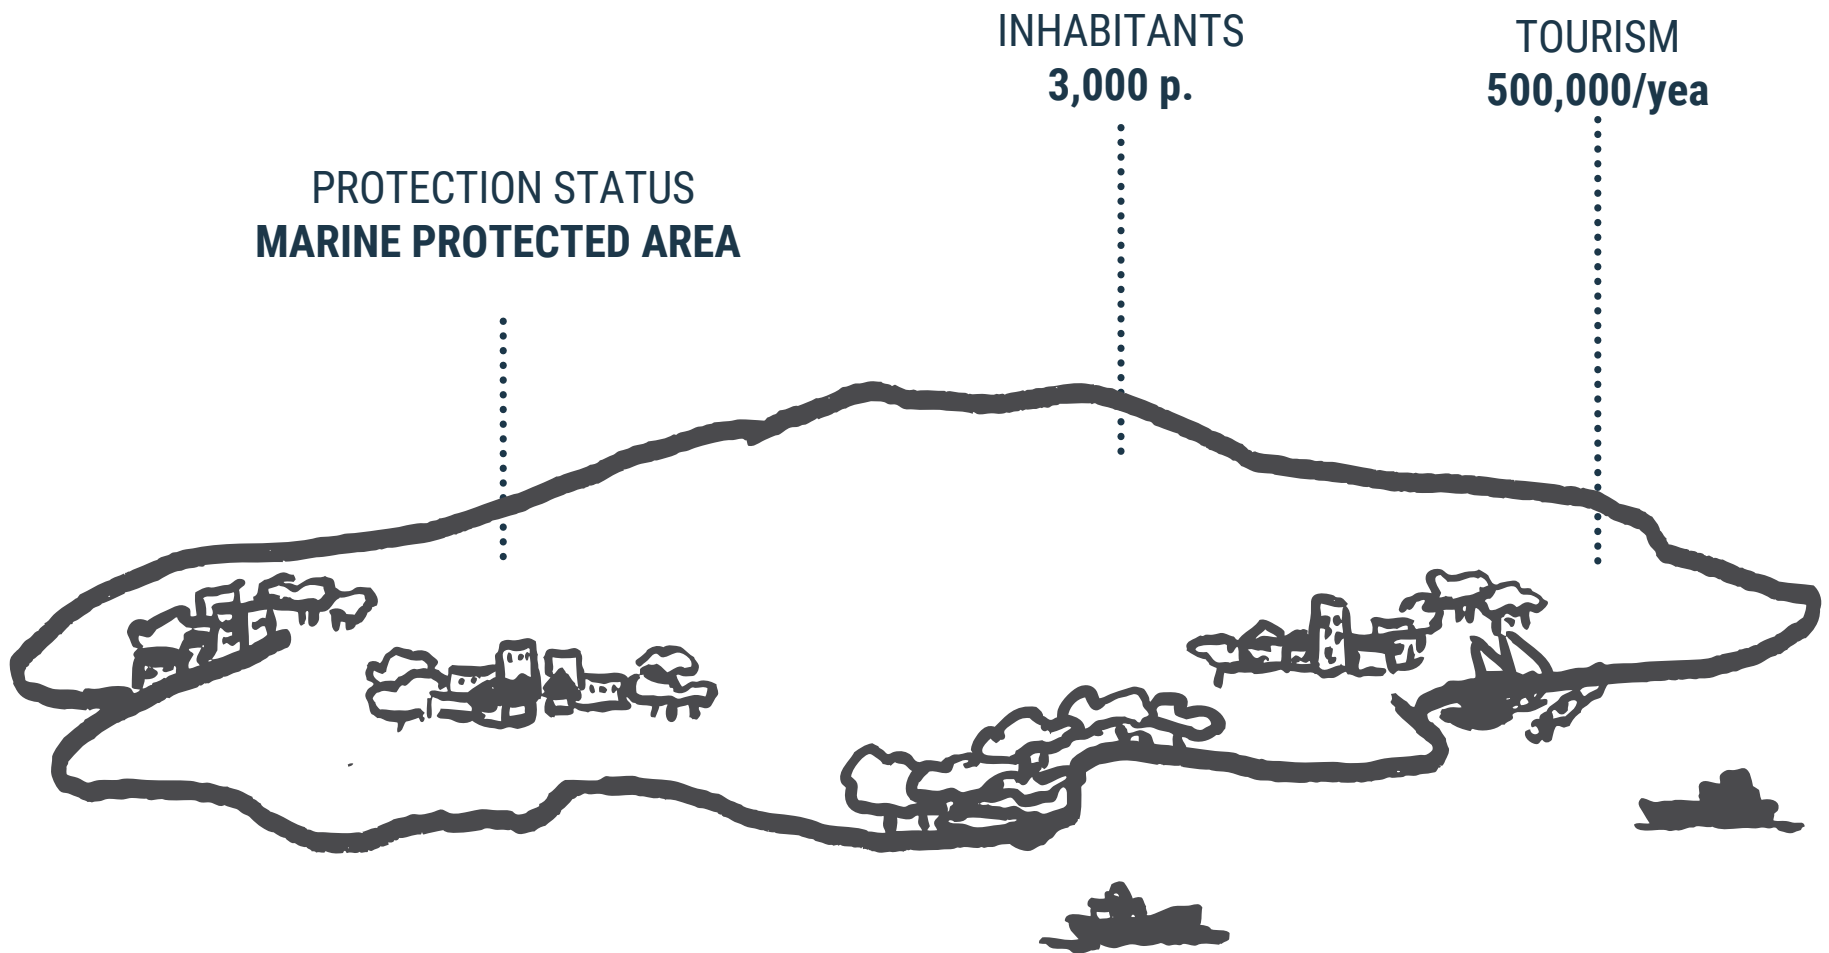 INHABITANTS
3,000 p.
TOURISM
500,000/yea
PROTECTION STATUS
MARINE PROTECTED AREA